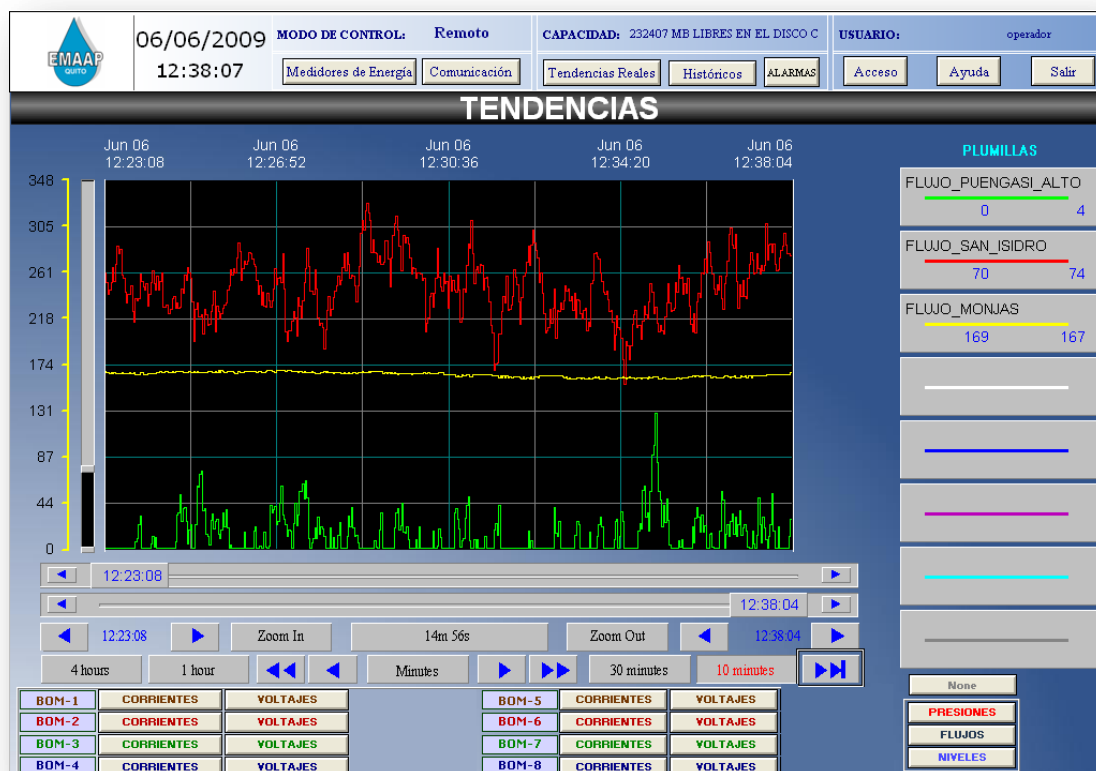 EMAAP
QUITO
06/06/2009
12:38:07
MODO DE CONTROL: Remoto
Medidores de Energía Comunicación
CAPACIDAD: 232407 MB LIBRES EN EL DISCO C
Tendencias Reales Históricos ALARMAS
USUARIO: operador
Acceso Ayuda Salir
TENDENCIAS
Jun 06 Jun 06 Jun 06 Jun 06 Jun 06
12:23:08 12:26:52 12:30:36 12:34:20 12:38:04
348
305
261
218
174
131
87
44
0
PLUMILLAS
FLUJO_PUENGASI_ALTO
0 4
FLUJO_SAN_ISIDRO
70 74
FLUJO_MONJAS
169 167
12:23:08
12:38:04
12:23:08 Zoom In 14m 56s Zoom Out 12:38:04
4 hours 1 hour Minutes 30 minutes 10 minutes
BOM-1 CORRIENTES VOLTAJES BOM-5 CORRIENTES VOLTAJES
BOM-2 CORRIENTES VOLTAJES BOM-6 CORRIENTES VOLTAJES
BOM-3 CORRIENTES VOLTAJES BOM-7 CORRIENTES VOLTAJES
BOM-4 CORRIENTES VOLTAJES BOM-8 CORRIENTES VOLTAJES
None
PRESIONES
FLUJOS
NIVELES